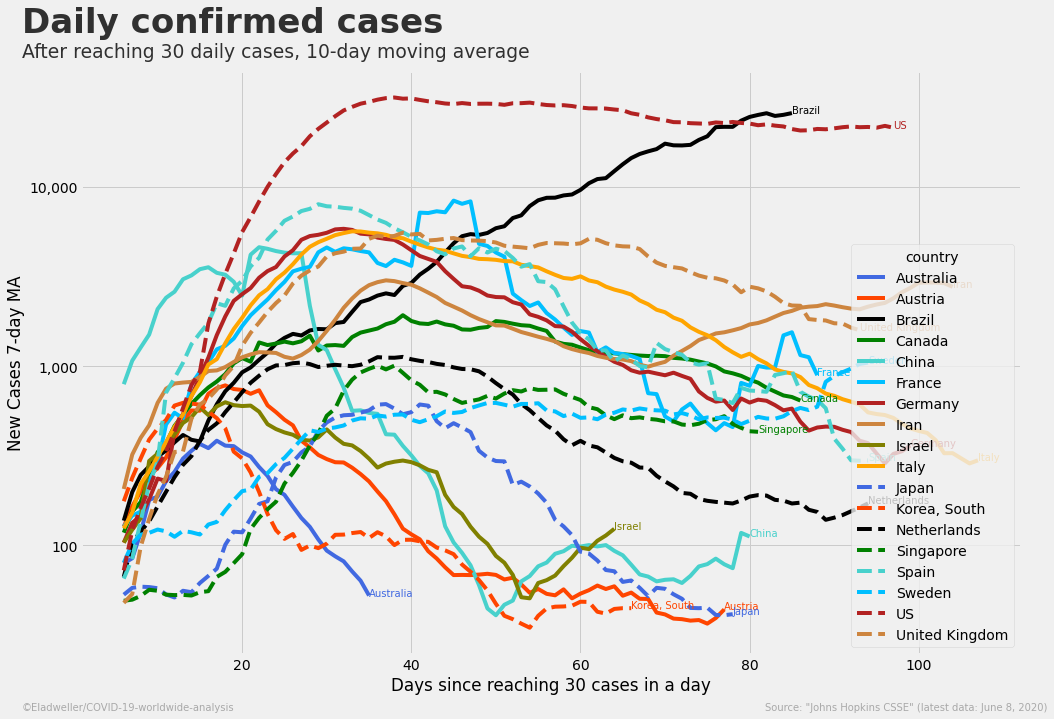 Daily confirmed cases
After reaching 30 daily cases, 10-day moving average
New Cases 7-day MA
10,000
1,000
100
20
40
60
80
100
Days since reaching 30 cases in a day
Brazil
US
Iran
United Kingdom
France
Canada
Singapore
Germany
Italy
Netherlands
Israel
China
Australia
Korea, South
Austria
Japan
country
Australia
Austria
Brazil
Canada
China
France
Germany
Iran
Israel
Italy
Japan
Korea, South
Netherlands
Singapore
Spain
Sweden
US
United Kingdom
©Eladweller/COVID-19-worldwide-analysis
Source: "Johns Hopkins CSSE" (latest data: June 8, 2020)